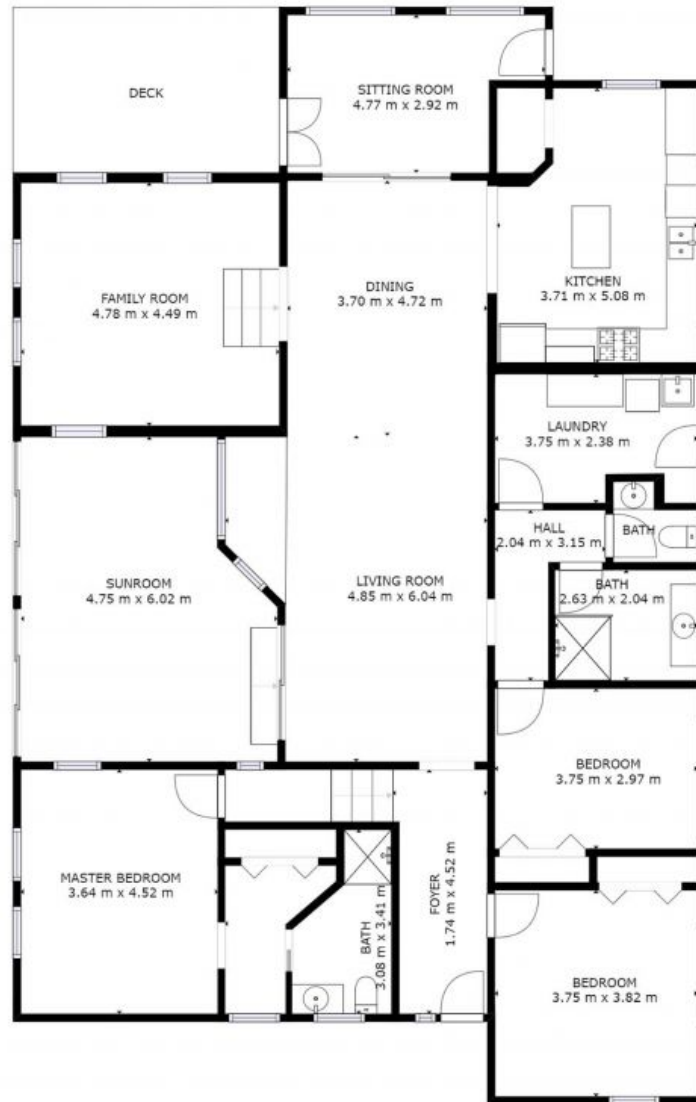 DECK
SITTING ROOM
4.77 m x 2.92 m
FAMILY ROOM
4.78 m x 4.49 m
DINING
3.70 m x 4.72 m
KITCHEN
3.71 m x 5.08 m
LAUNDRY
3.75 m x 2.38 m
HALL
2.04 m x 3.15 m
BATH
BATH
2.63 m x 2.04 m
SUNROOM
4.75 m x 6.02 m
LIVING ROOM
4.85 m x 6.04 m
BEDROOM
3.75 m x 2.97 m
MASTER BEDROOM
3.64 m x 4.52 m
BATH
3.08 m x 3.41 m
FOYER
1.74 m x 4.52 m
BEDROOM
3.75 m x 3.82 m